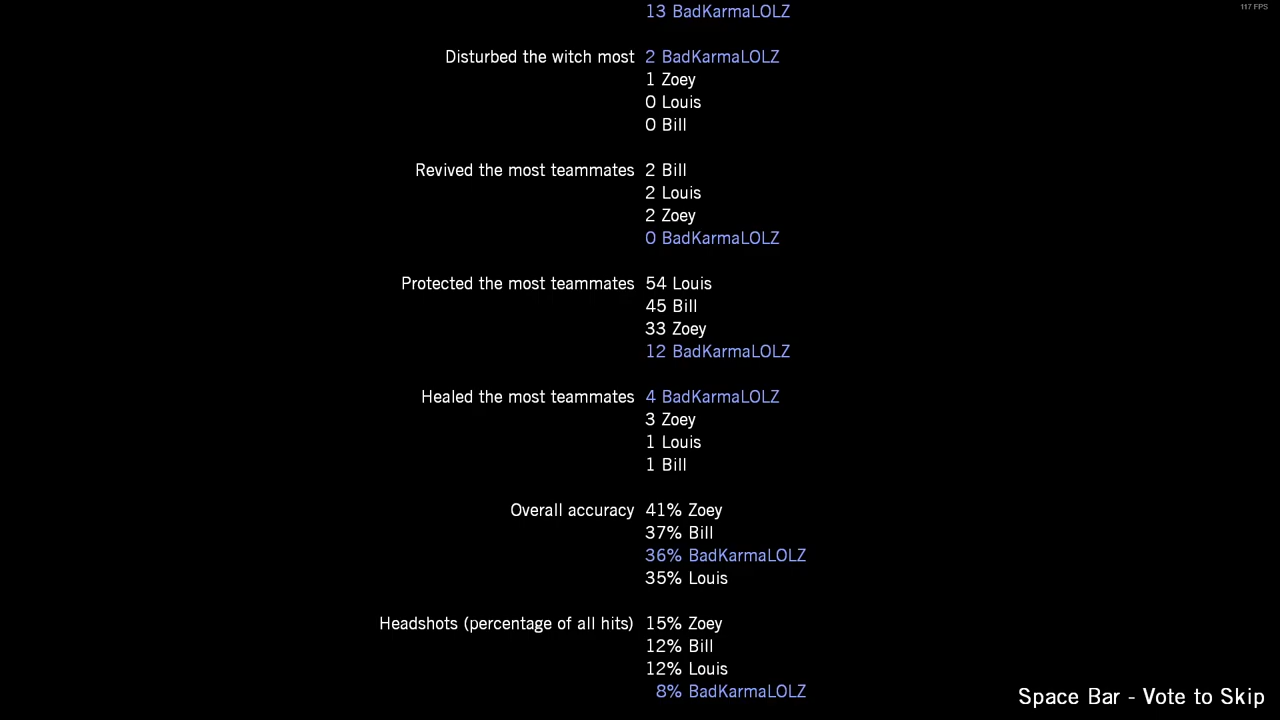 117 FPS
13 BadKarmaLOLZ
Disturbed the witch most 2 BadKarmaLOLZ
1 Zoey
0 Louis
0 Bill
Revived the most teammates 2 Bill
2 Louis
2 Zoey
0 BadKarmaLOLZ
Protected the most teammates 54 Louis
45 Bill
33 Zoey
12 BadKarmaLOLZ
Healed the most teammates 4 BadKarmaLOLZ
3 Zoey
1 Louis
1 Bill
Overall accuracy 41% Zoey
37% Bill
36% BadKarmaLOLZ
35% Louis
Headshots (percentage of all hits) 15% Zoey
12% Bill
12% Louis
8% BadKarmaLOLZ
Space Bar - Vote to Skip